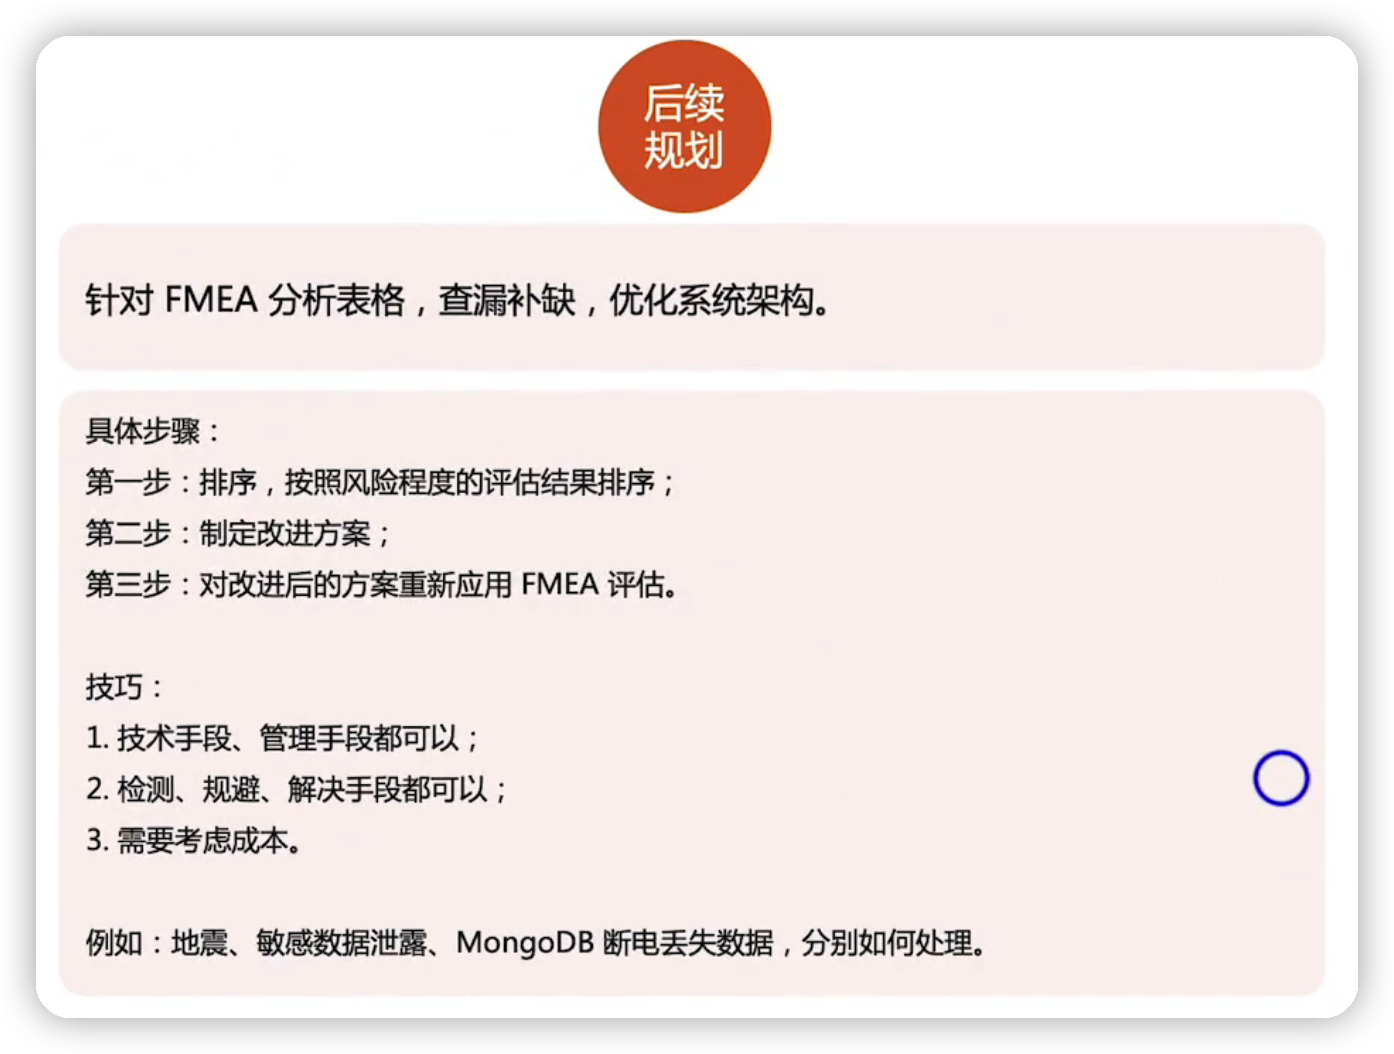 后续
规划
针对 FMEA 分析表格，查漏补缺，优化系统架构。
具体步骤：
第一步：排序，按照风险程度的评估结果排序；
第二步：制定改进方案；
第三步：对改进后的方案重新应用 FMEA 评估。
技巧：
1. 技术手段、管理手段都可以；
2. 检测、规避、解决手段都可以；
3. 需要考虑成本。
例如：地震、敏感数据泄露、MongoDB 断电丢失数据，分别如何处理。